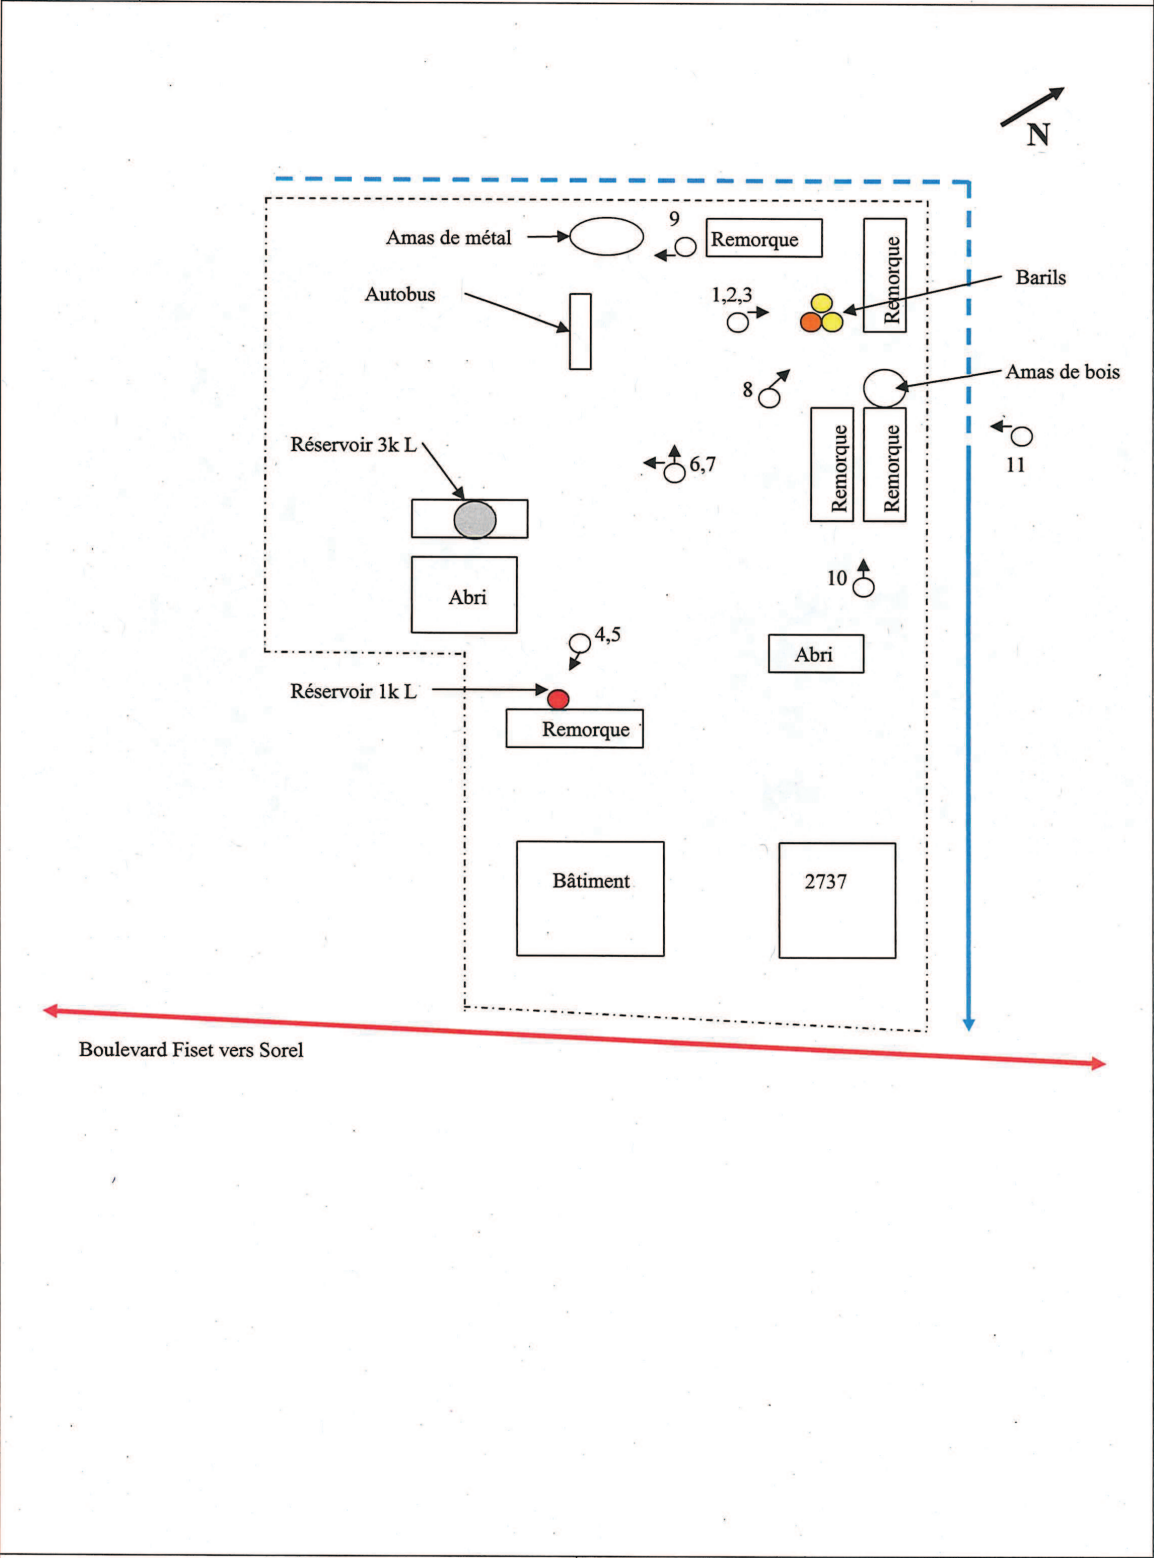 N
9
Amas de métal
Remorque
Remorque
Autobus
1,2,3
Barils
8
Amas de bois
Réservoir 3k L
6,7
Remorque
Remorque
11
10
Abri
4,5
Abri
Réservoir 1k L
Remorque
Bâtiment
2737
Boulevard Fiset vers Sorel